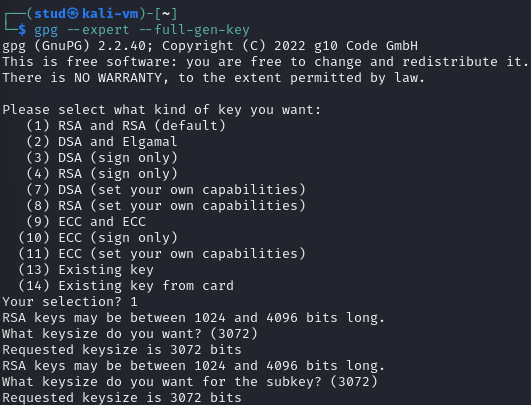 ┌──(stud㉿kali-vm)-[~]
└─$ gpg --expert --full-gen-key
gpg (GnuPG) 2.2.40; Copyright (C) 2022 g10 Code GmbH
This is free software: you are free to change and redistribute it.
There is NO WARRANTY, to the extent permitted by law.

Please select what kind of key you want:
   (1) RSA and RSA (default)
   (2) DSA and Elgamal
   (3) DSA (sign only)
   (4) RSA (sign only)
   (7) DSA (set your own capabilities)
   (8) RSA (set your own capabilities)
   (9) ECC and ECC
  (10) ECC (sign only)
  (11) ECC (set your own capabilities)
  (13) Existing key
  (14) Existing key from card
Your selection? 1
RSA keys may be between 1024 and 4096 bits long.
What keysize do you want? (3072)
Requested keysize is 3072 bits
RSA keys may be between 1024 and 4096 bits long.
What keysize do you want for the subkey? (3072)
Requested keysize is 3072 bits